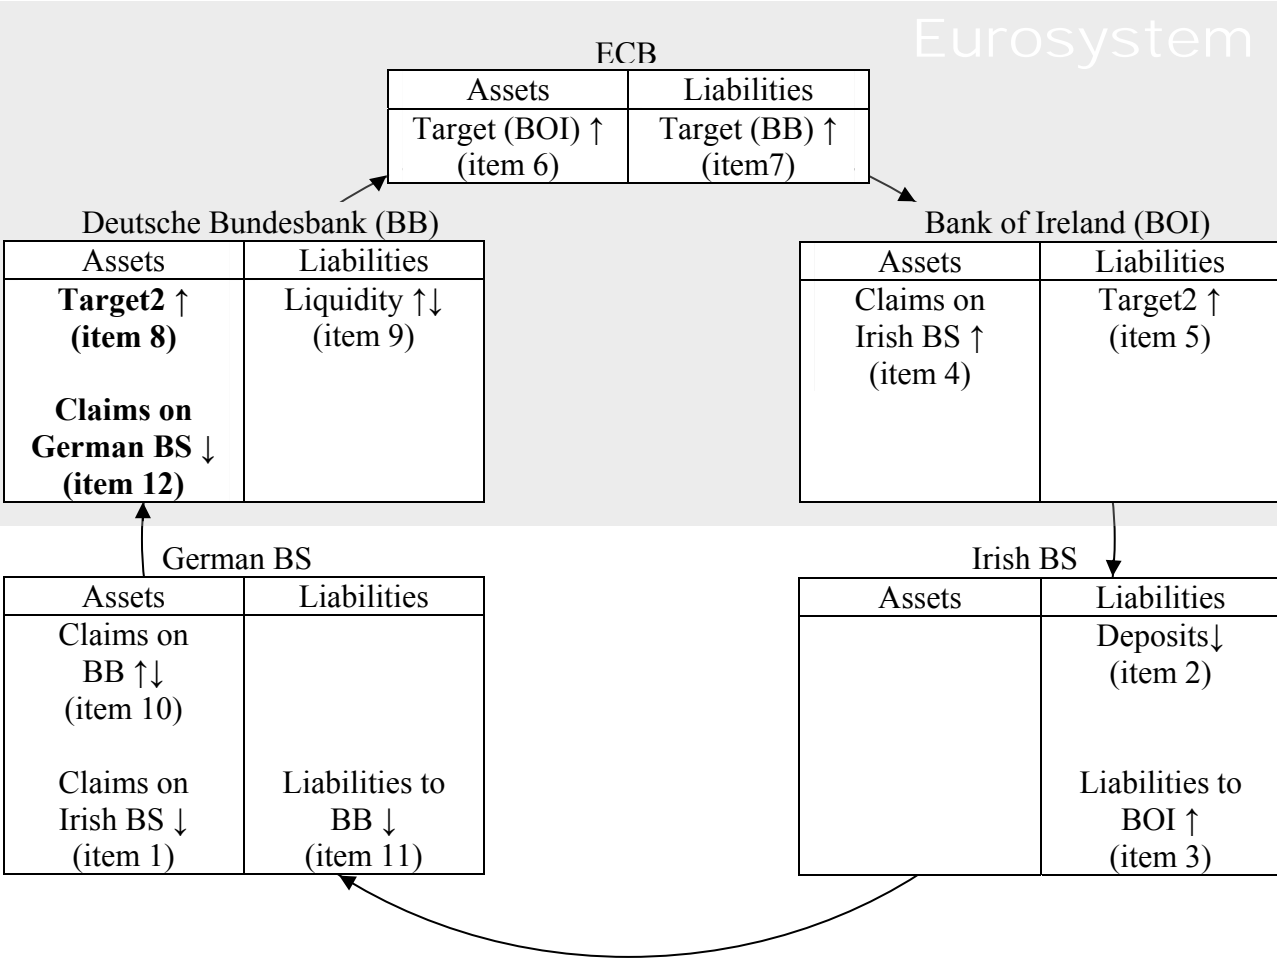 Eurosystem
ECB
Assets Liabilities
Target (BOI) ↑ Target (BB) ↑
(item 6) (item7)
Deutsche Bundesbank (BB)
Assets Liabilities
Target2 ↑ Liquidity ↑↓
(item 8) (item 9)
Claims on
German BS ↓
(item 12)
Bank of Ireland (BOI)
Assets Liabilities
Claims on Target2 ↑
Irish BS ↑ (item 5)
(item 4)
German BS
Assets Liabilities
Claims on
BB ↑↓
(item 10)
Claims on Liabilities to
Irish BS ↓ BB ↓
(item 1) (item 11)
Irish BS
Assets Liabilities
Deposits↓
(item 2)
Liabilities to
BOI ↑
(item 3)